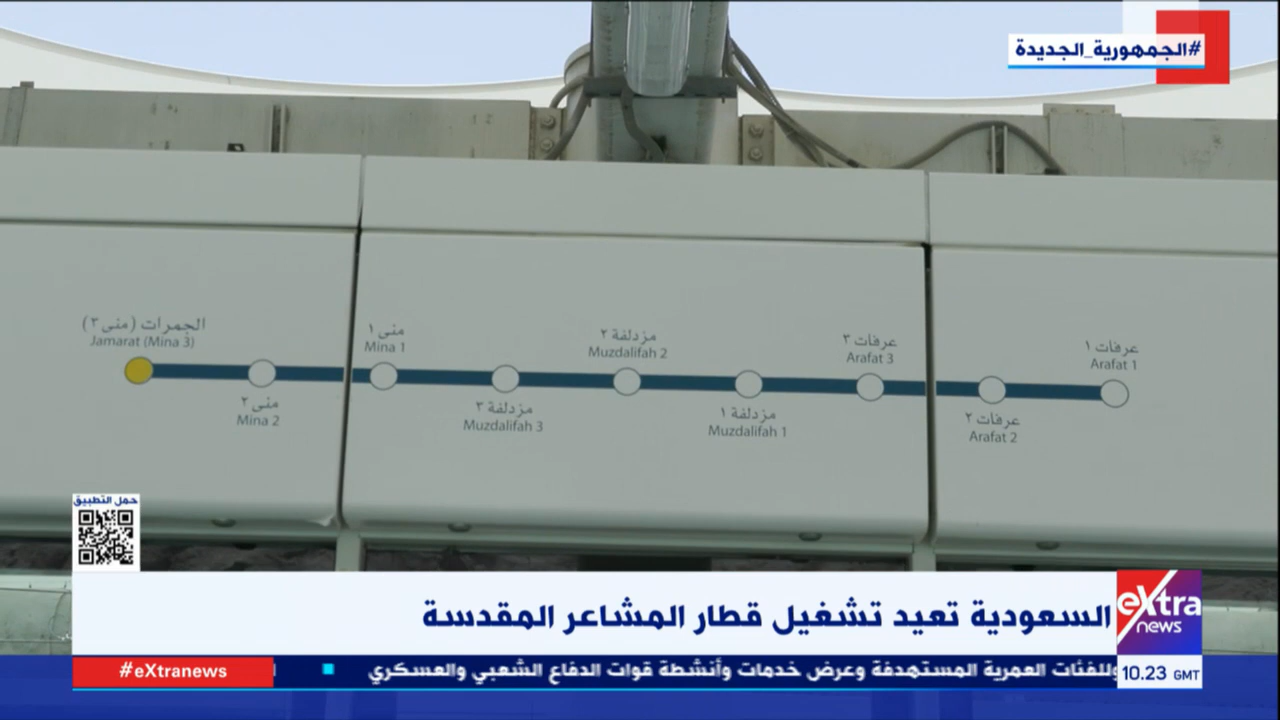 #الجمهورية_الجديدة
الجمرات (منى ٣)
Jamarat (Mina 3)
منى ٢
Mina 2
منى ١
Mina 1
مزدلفة ٣
Muzdalifah 3
مزدلفة ٢
Muzdalifah 2
مزدلفة ١
Muzdalifah 1
عرفات ٣
Arafat 3
عرفات ٢
Arafat 2
عرفات ١
Arafat 1
حمل التطبيق
السعودية تعيد تشغيل قطار المشاعر المقدسة
eXtra news
وللفئات العمرية المستهدفة وعرض خدمات وأنشطة قوات الدفاع الشعبي والعسكري
#eXtranews
10.23 GMT